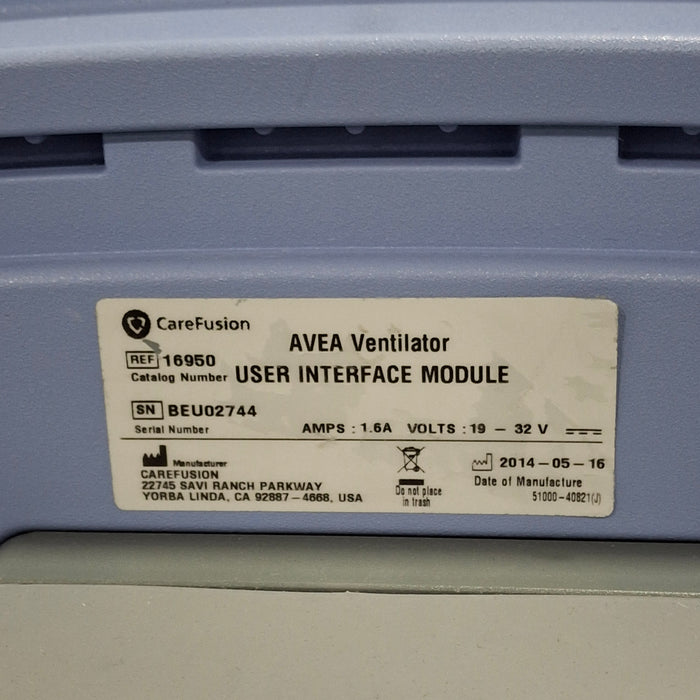 CareFusion
AVEA Ventilator
REF 16950
Catalog Number
USER INTERFACE MODULE
SN BEU02744
Serial Number
AMPS : 1.6A VOLTS : 19 – 32 V
Manufacturer
CAREFUSION
22745 SAVI RANCH PARKWAY
YORBA LINDA, CA 92887 – 4668, USA
Do not place
in trash
2014 – 05 – 16
Date of Manufacture
51000 – 40821(J)